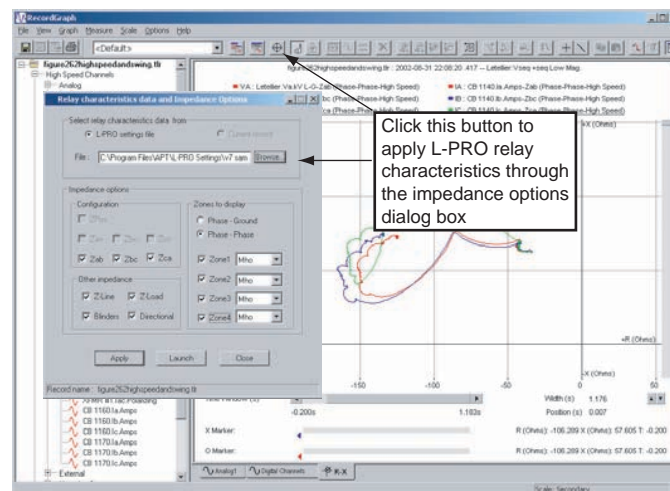 RecordGraph
File View Graph Measure Scale Options Help
<Default>
figure262highspeedandswing.tlr
High Speed Channels
Analog
figure262highspeedandswing.tlr : 2002-08-31 22:08:20 .417 -- Letellier:Vseq +seq Low Mag.
VA : Letellier Va.kV L-G-Zab (Phase-Phase-High Speed)
IA : CB 1140.Ia.Amps-Zab (Phase-Phase-High Speed)
-Zbc (Phase-Phase-High Speed)
IB : CB 1140.Ib.Amps-Zbc (Phase-Phase-High Speed)
+X (Ohms)
Relay characteristics data and Impedance Options
Select relay characteristics data from
L-PRO settings file
Current record
File :
C:\Program Files\APT\L-PRO Settings\v7 sam
Browse...
Click this button to
apply L-PRO relay
characteristics through
the impedance options
dialog box
Impedance options
Configuration
Zab
Zbc
Zca
Other impedance
Z-Line
Z-Load
Blinders
Directional
Zones to display
Phase - Ground
Phase - Phase
Zone1 Mho
Zone2 Mho
Zone3 Mho
Zone4 Mho
Apply
Launch
Close
Record name : figure262highspeedandswing.tlr
+R (Ohms)
-X (Ohms)
-150
-100
-50
0
50
CB 1160.Ia.Amps
CB 1160.Ib.Amps
CB 1160.Ic.Amps
CB 1170.Ia.Amps
CB 1170.Ib.Amps
CB 1170.Ic.Amps
External
Width (s) 1.176
-0.200s
1.183s
Position (s) 0.007
X Marker:
R (Ohms): -106.289 X (Ohms): 57.605 T: -0.200
O Marker:
R (Ohms): -106.289 X (Ohms): 57.605 T: -0.200
Analog1
Digital Channels
R-X
Scale: Secondary